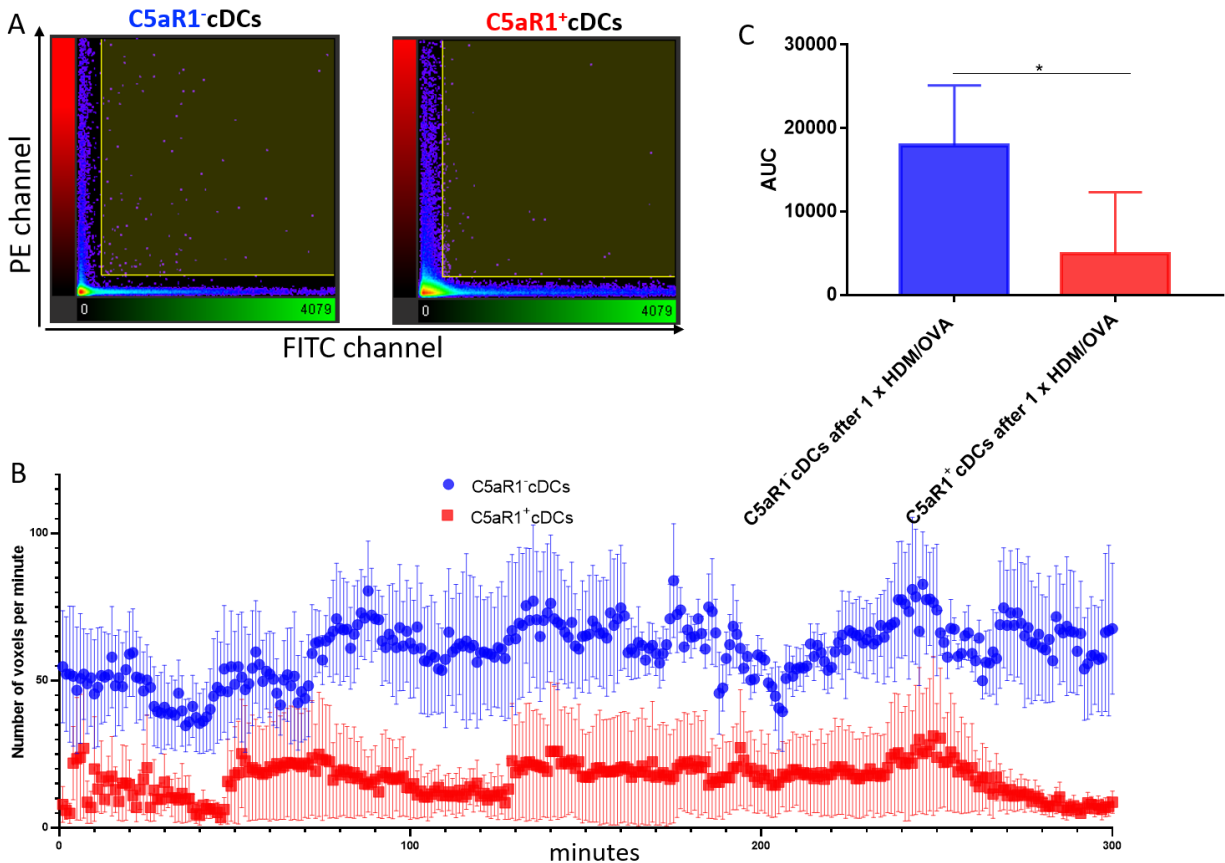 A
C5aR1⁻cDCs
C5aR1⁺cDCs
PE channel
0
4079
0
4079
FITC channel
C
30000
20000
10000
0
AUC
*
C5aR1⁻cDCs after 1 x HDM/OVA
C5aR1⁺cDCs after 1 x HDM/OVA
B
C5aR1⁻cDCs
C5aR1⁺cDCs
Number of voxels per minute
100
50
0
0
100
200
300
minutes